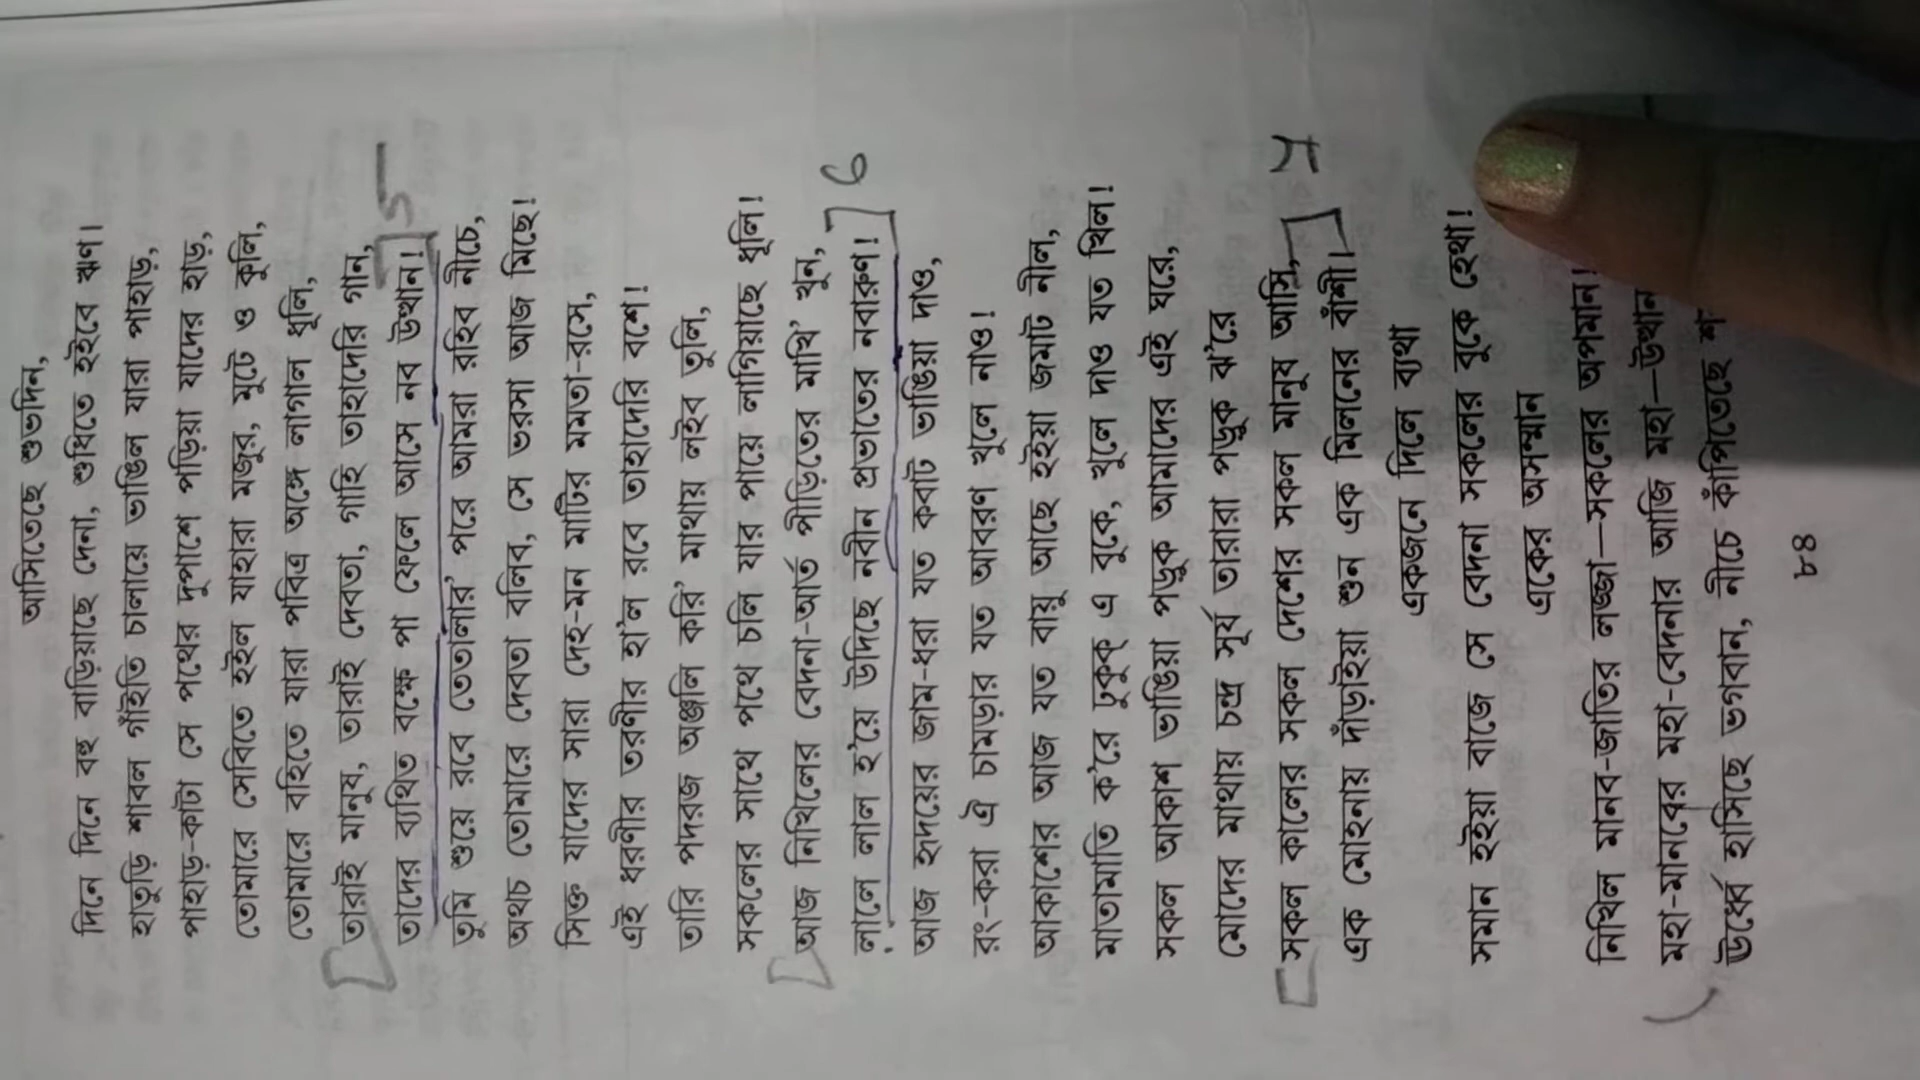 আসিতেছে শুভদিন,
দিনে দিনে বহু বাড়িয়াছে দেনা, শুধিতে হইবে ঋণ।
হাতুড়ি শাবল গাঁইতি চালায়ে ভাঙিল যারা পাহাড়,
পাহাড়-কাটা সে পথের দুপাশে পড়িয়া যাদের হাড়,
তোমারে সেবিতে হইল যাহারা মজুর, মুটে ও কুলি,
তোমারে বহিতে যারা পবিত্র অঙ্গে লাগাল ধূলি,
তারাই মানুষ, তারাই দেবতা, গাহি তাহাদেরি গান,
তাদের ব্যথিত বক্ষে পা ফেলে আসে নব উত্থান! 5
তুমি শুয়ে রবে তেতালার' পরে আমরা রহিব নীচে,
অথচ তোমারে দেবতা বলিব, সে ভরসা আজ মিছে!
সিক্ত যাদের সারা দেহ-মন মাটির মমতা-রসে,
এই ধরণীর তরণীর হা'ল রবে তাহাদেরি বশে!
তারি পদরজ অঞ্জলি করি' মাথায় লইব তুলি,
সকলের সাথে পথে চলি যার পায়ে লাগিয়াছে ধূলি!
আজ নিখিলের বেদনা-আর্ত পীড়িতের মাখি' খুন,
লালে লাল হ'য়ে উদিছে নবীন প্রভাতের নবারুণ! 6
আজ হৃদয়ের জাম-ধরা যত কবাট ভাঙিয়া দাও,
রং-করা ঐ চামড়ার যত আবরণ খুলে নাও!
আকাশের আজ যত বায়ু আছে হইয়া জমাট নীল,
মাতামাতি ক'রে ঢুকুক্ এ বুকে, খুলে দাও যত খিল!
সকল আকাশ ভাঙিয়া পড়ুক আমাদের এই ঘরে,
মোদের মাথায় চন্দ্র সূর্য তারারা পড়ুক ঝ'রে
সকল কালের সকল দেশের সকল মানুষ আসি,
এক মোহনায় দাঁড়াইয়া শুন এক মিলনের বাঁশী।
একজনে দিলে ব্যথা
সমান হইয়া বাজে সে বেদনা সকলের বুকে হেথা!
একের অসম্মান
নিখিল মানব-জাতির লজ্জা—সকলের অপমান!
মহা-মানবের মহা-বেদনার আজি মহা—উত্থান
উর্ধ্বে হাসিছে ভগবান, নীচে কাঁপিতেছে
৮৪